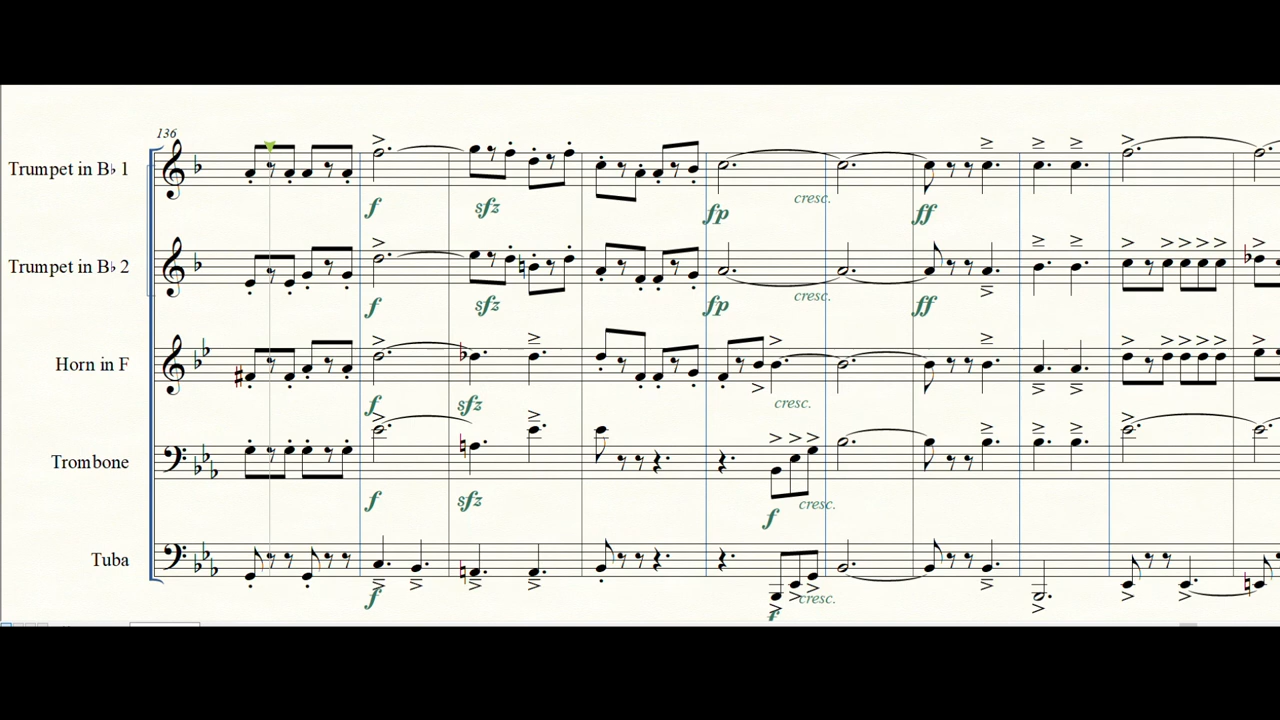 136
Trumpet in B♭ 1
f
sfz
fp
cresc.
ff
Trumpet in B♭ 2
f
sfz
fp
cresc.
ff
Horn in F
f
sfz
cresc.
Trombone
f
sfz
f
cresc.
Tuba
f
f
cresc.